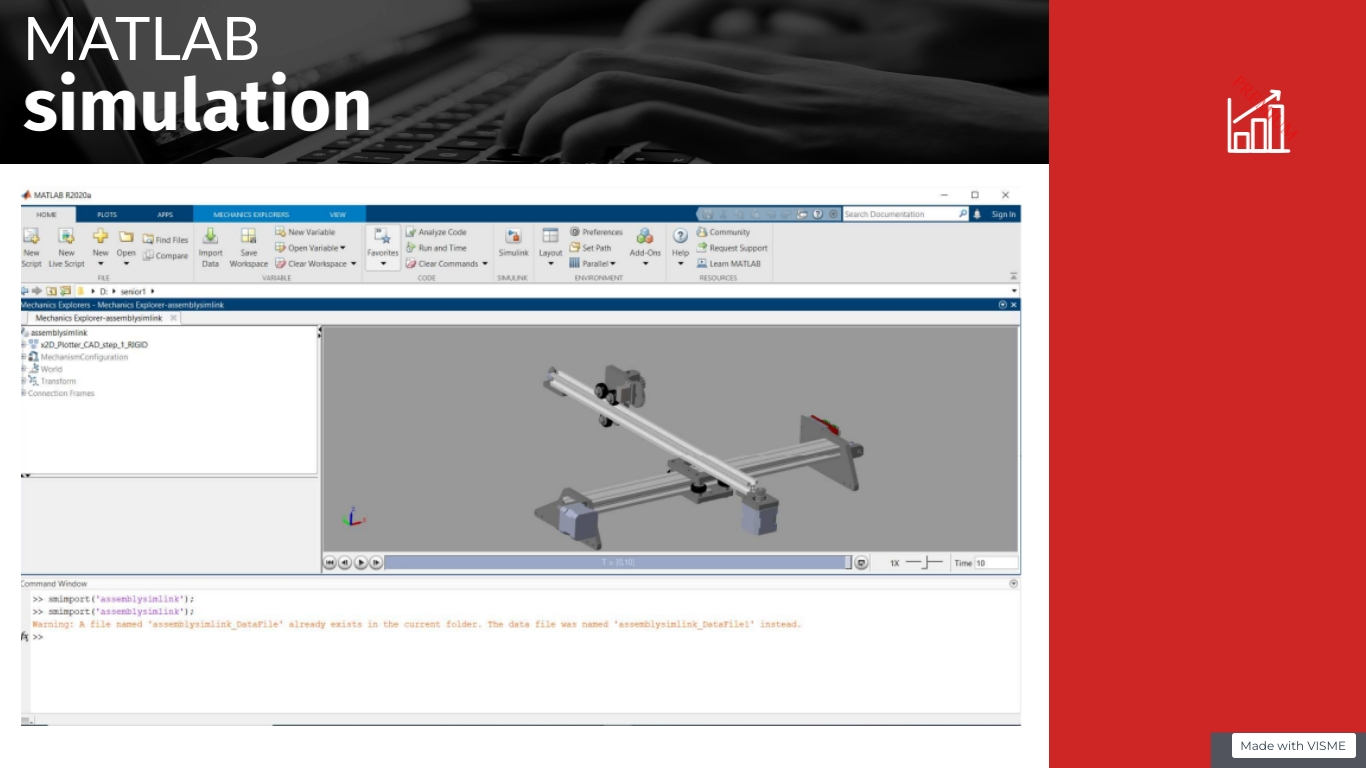 MATLAB
simulation
PREMIUM
MATLAB R2020a
HOME PLOTS APPS MECHANICS EXPLORERS VIEW Search Documentation Sign In
New Script New Live Script New Open Find Files Compare Import Data Save Workspace New Variable Open Variable Clear Workspace Favorites Analyze Code Run and Time Clear Commands Simulink Layout Preferences Set Path Parallel Add-Ons Help Community Request Support Learn MATLAB
FILE VARIABLE CODE SIMULINK ENVIRONMENT RESOURCES
D: senior1
Mechanics Explorers - Mechanics Explorer-assemblysimlink
Mechanics Explorer-assemblysimlink
assemblysimlink
x2D_Plotter_CAD_step_1_RIGID
MechanismConfiguration
World
Transform
Connection Frames
z
x
1X Time 10
Command Window
>> smimport('assemblysimlink');
>> smimport('assemblysimlink');
Warning: A file named 'assemblysimlink_DataFile' already exists in the current folder. The data file was named 'assemblysimlink_DataFile1' instead.
fx >>
Made with VISME